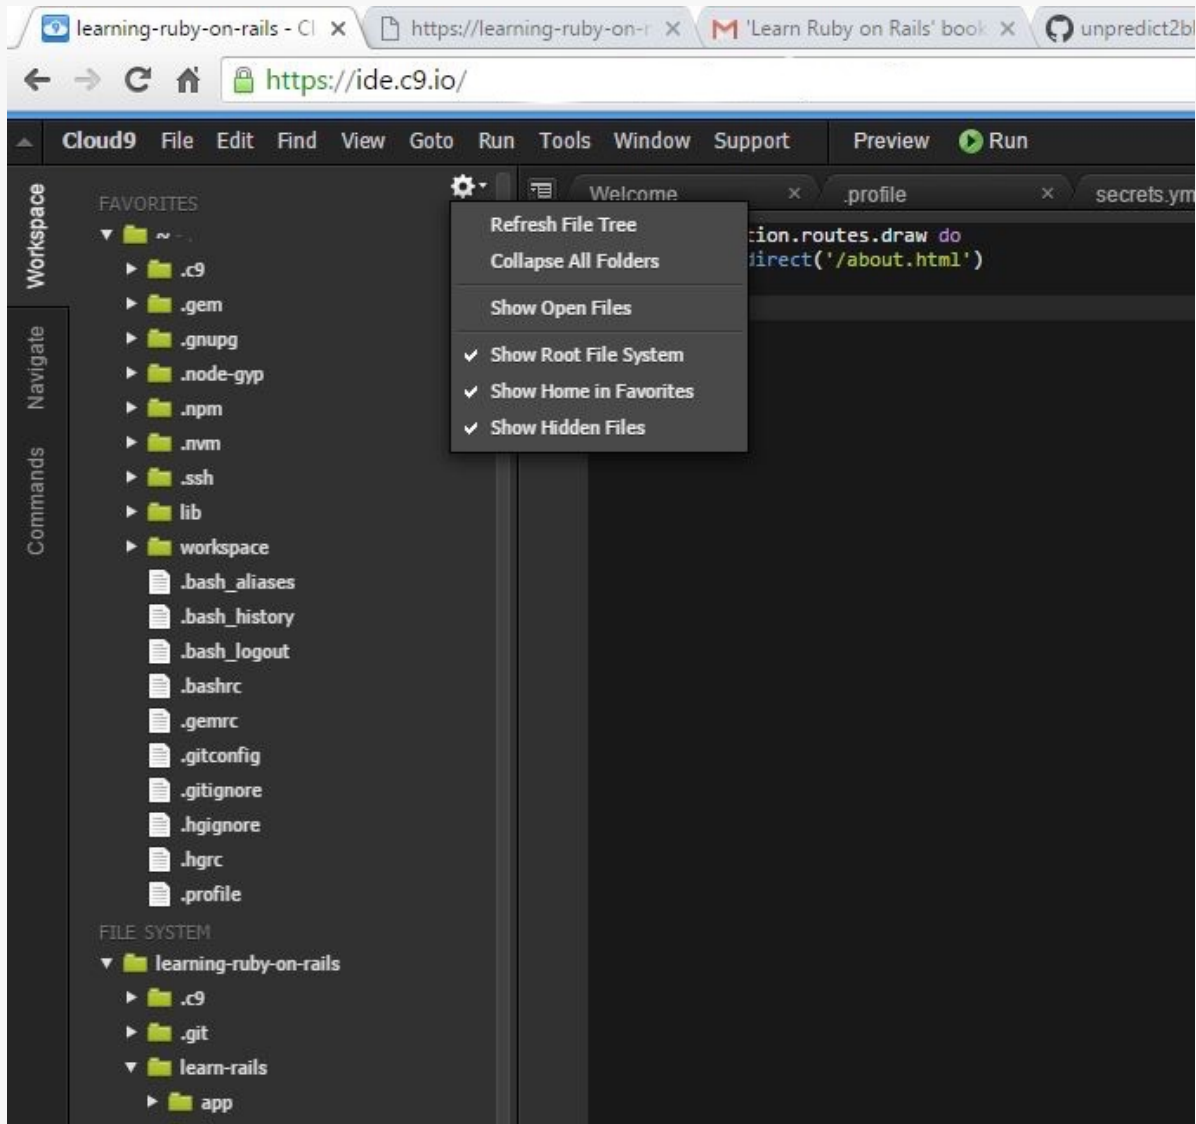 learning-ruby-on-rails - Cl
https://learning-ruby-on-r
'Learn Ruby on Rails' book
unpredict2bl
https://ide.c9.io/
Cloud9 File Edit Find View Goto Run Tools Window Support Preview Run
Workspace
Navigate
Commands
FAVORITES
~
.c9
.gem
.gnupg
.node-gyp
.npm
.nvm
.ssh
lib
workspace
.bash_aliases
.bash_history
.bash_logout
.bashrc
.gemrc
.gitconfig
.gitignore
.hgignore
.hgrc
.profile
FILE SYSTEM
learning-ruby-on-rails
.c9
.git
learn-rails
app
Refresh File Tree
Collapse All Folders
Show Open Files
Show Root File System
Show Home in Favorites
Show Hidden Files
Welcome
.profile
secrets.ym
tion.routes.draw do
direct('/about.html')